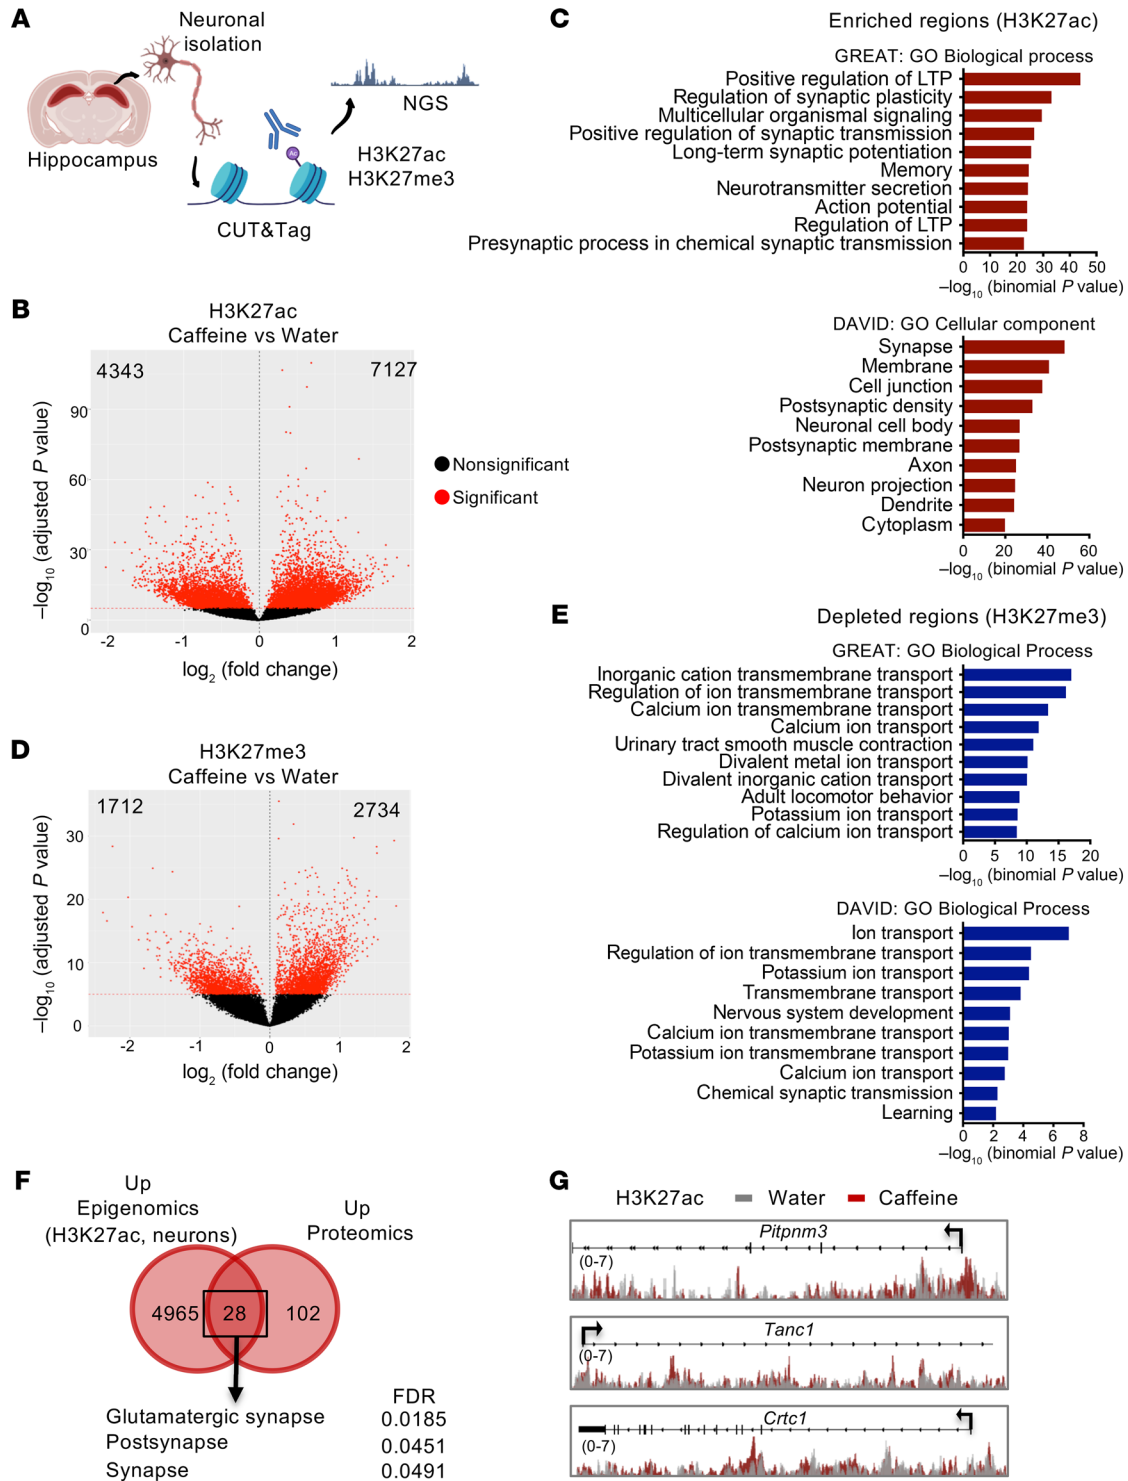 A
Neuronal
isolation
Hippocampus
NGS
Ac
H3K27ac
H3K27me3
CUT&Tag
B
H3K27ac
Caffeine vs Water
4343
7127
90
60
30
0
–log10 (adjusted P value)
-2 -1 0 1 2
log2 (fold change)
Nonsignificant
Significant
C
Enriched regions (H3K27ac)
GREAT: GO Biological process
Positive regulation of LTP
Regulation of synaptic plasticity
Multicellular organismal signaling
Positive regulation of synaptic transmission
Long-term synaptic potentiation
Memory
Neurotransmitter secretion
Action potential
Regulation of LTP
Presynaptic process in chemical synaptic transmission
0 10 20 30 40 50
–log10 (binomial P value)
DAVID: GO Cellular component
Synapse
Membrane
Cell junction
Postsynaptic density
Neuronal cell body
Postsynaptic membrane
Axon
Neuron projection
Dendrite
Cytoplasm
0 20 40 60
–log10 (binomial P value)
D
H3K27me3
Caffeine vs Water
1712
2734
30
20
10
0
–log10 (adjusted P value)
-2 -1 0 1 2
log2 (fold change)
E
Depleted regions (H3K27me3)
GREAT: GO Biological Process
Inorganic cation transmembrane transport
Regulation of ion transmembrane transport
Calcium ion transmembrane transport
Calcium ion transport
Urinary tract smooth muscle contraction
Divalent metal ion transport
Divalent inorganic cation transport
Adult locomotor behavior
Potassium ion transport
Regulation of calcium ion transport
0 5 10 15 20
–log10 (binomial P value)
DAVID: GO Biological Process
Ion transport
Regulation of ion transmembrane transport
Potassium ion transport
Transmembrane transport
Nervous system development
Calcium ion transmembrane transport
Potassium ion transmembrane transport
Calcium ion transport
Chemical synaptic transmission
Learning
0 2 4 6 8
–log10 (binomial P value)
F
Up
Epigenomics
(H3K27ac, neurons)
Up
Proteomics
4965 28 102
FDR
Glutamatergic synapse 0.0185
Postsynapse 0.0451
Synapse 0.0491
G
H3K27ac Water Caffeine
Pitpnm3
(0-7)
Tanc1
(0-7)
Crtc1
(0-7)